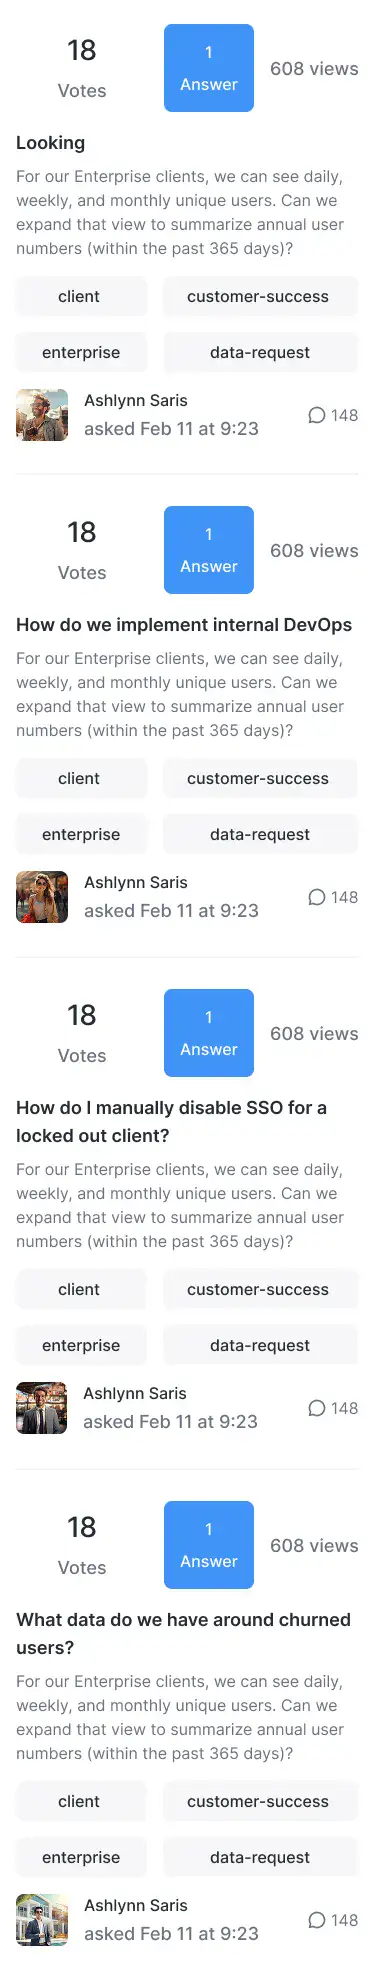 18
Votes
1
Answer
608 views
Looking
For our Enterprise clients, we can see daily,
weekly, and monthly unique users. Can we
expand that view to summarize annual user
numbers (within the past 365 days)?
client
customer-success
enterprise
data-request
Ashlynn Saris
asked Feb 11 at 9:23
148
18
Votes
1
Answer
608 views
How do we implement internal DevOps
For our Enterprise clients, we can see daily,
weekly, and monthly unique users. Can we
expand that view to summarize annual user
numbers (within the past 365 days)?
client
customer-success
enterprise
data-request
Ashlynn Saris
asked Feb 11 at 9:23
148
18
Votes
1
Answer
608 views
How do I manually disable SSO for a
locked out client?
For our Enterprise clients, we can see daily,
weekly, and monthly unique users. Can we
expand that view to summarize annual user
numbers (within the past 365 days)?
client
customer-success
enterprise
data-request
Ashlynn Saris
asked Feb 11 at 9:23
148
18
Votes
1
Answer
608 views
What data do we have around churned
users?
For our Enterprise clients, we can see daily,
weekly, and monthly unique users. Can we
expand that view to summarize annual user
numbers (within the past 365 days)?
client
customer-success
enterprise
data-request
Ashlynn Saris
asked Feb 11 at 9:23
148